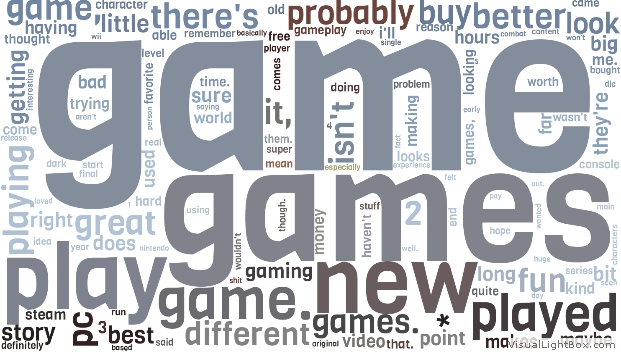 game. character there's old probably buy better came
having 'little remember basically free gameplay enjoy i'll reason hours combat content look
thought wii able player single won't big
me.
getting interesting level favorite bad time. comes doing problem looking worth bought
trying sure saying it, isn't making they're dlc
aren't world 4 early far wasn't
game
come person real them. fact games,
release dark start used super looks console
final mean especially experience
playing felt
games
loved 1 hard using though. stuff 2 pay out. main
right great money haven't end hope wanted characters
idea year does nintendo wouldn't well. huge
play shit gaming new long fun series bit
quite day kind seen
steam pc run game. played
story 3 best different games. *
definitely based said original video that. point maybe
VisualLightBox.com